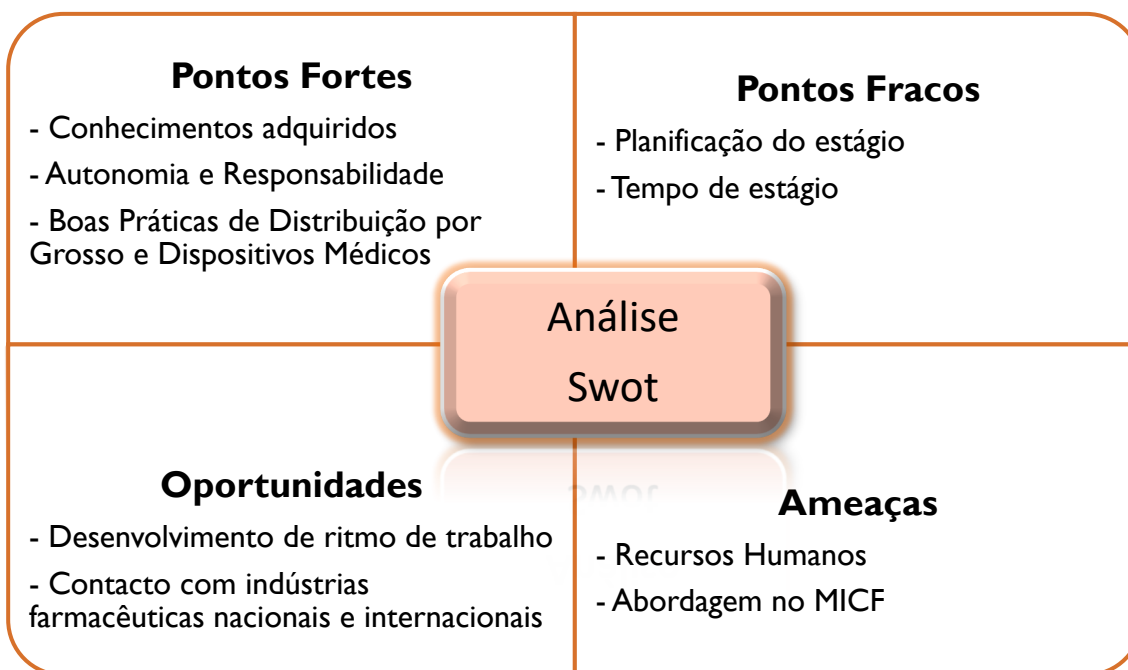 Pontos Fortes
- Conhecimentos adquiridos
- Autonomia e Responsabilidade
- Boas Práticas de Distribuição por
Grosso e Dispositivos Médicos
Pontos Fracos
- Planificação do estágio
- Tempo de estágio
Análise
Swot
Oportunidades
- Desenvolvimento de ritmo de trabalho
- Contacto com indústrias
farmacêuticas nacionais e internacionais
Ameaças
- Recursos Humanos
- Abordagem no MICF